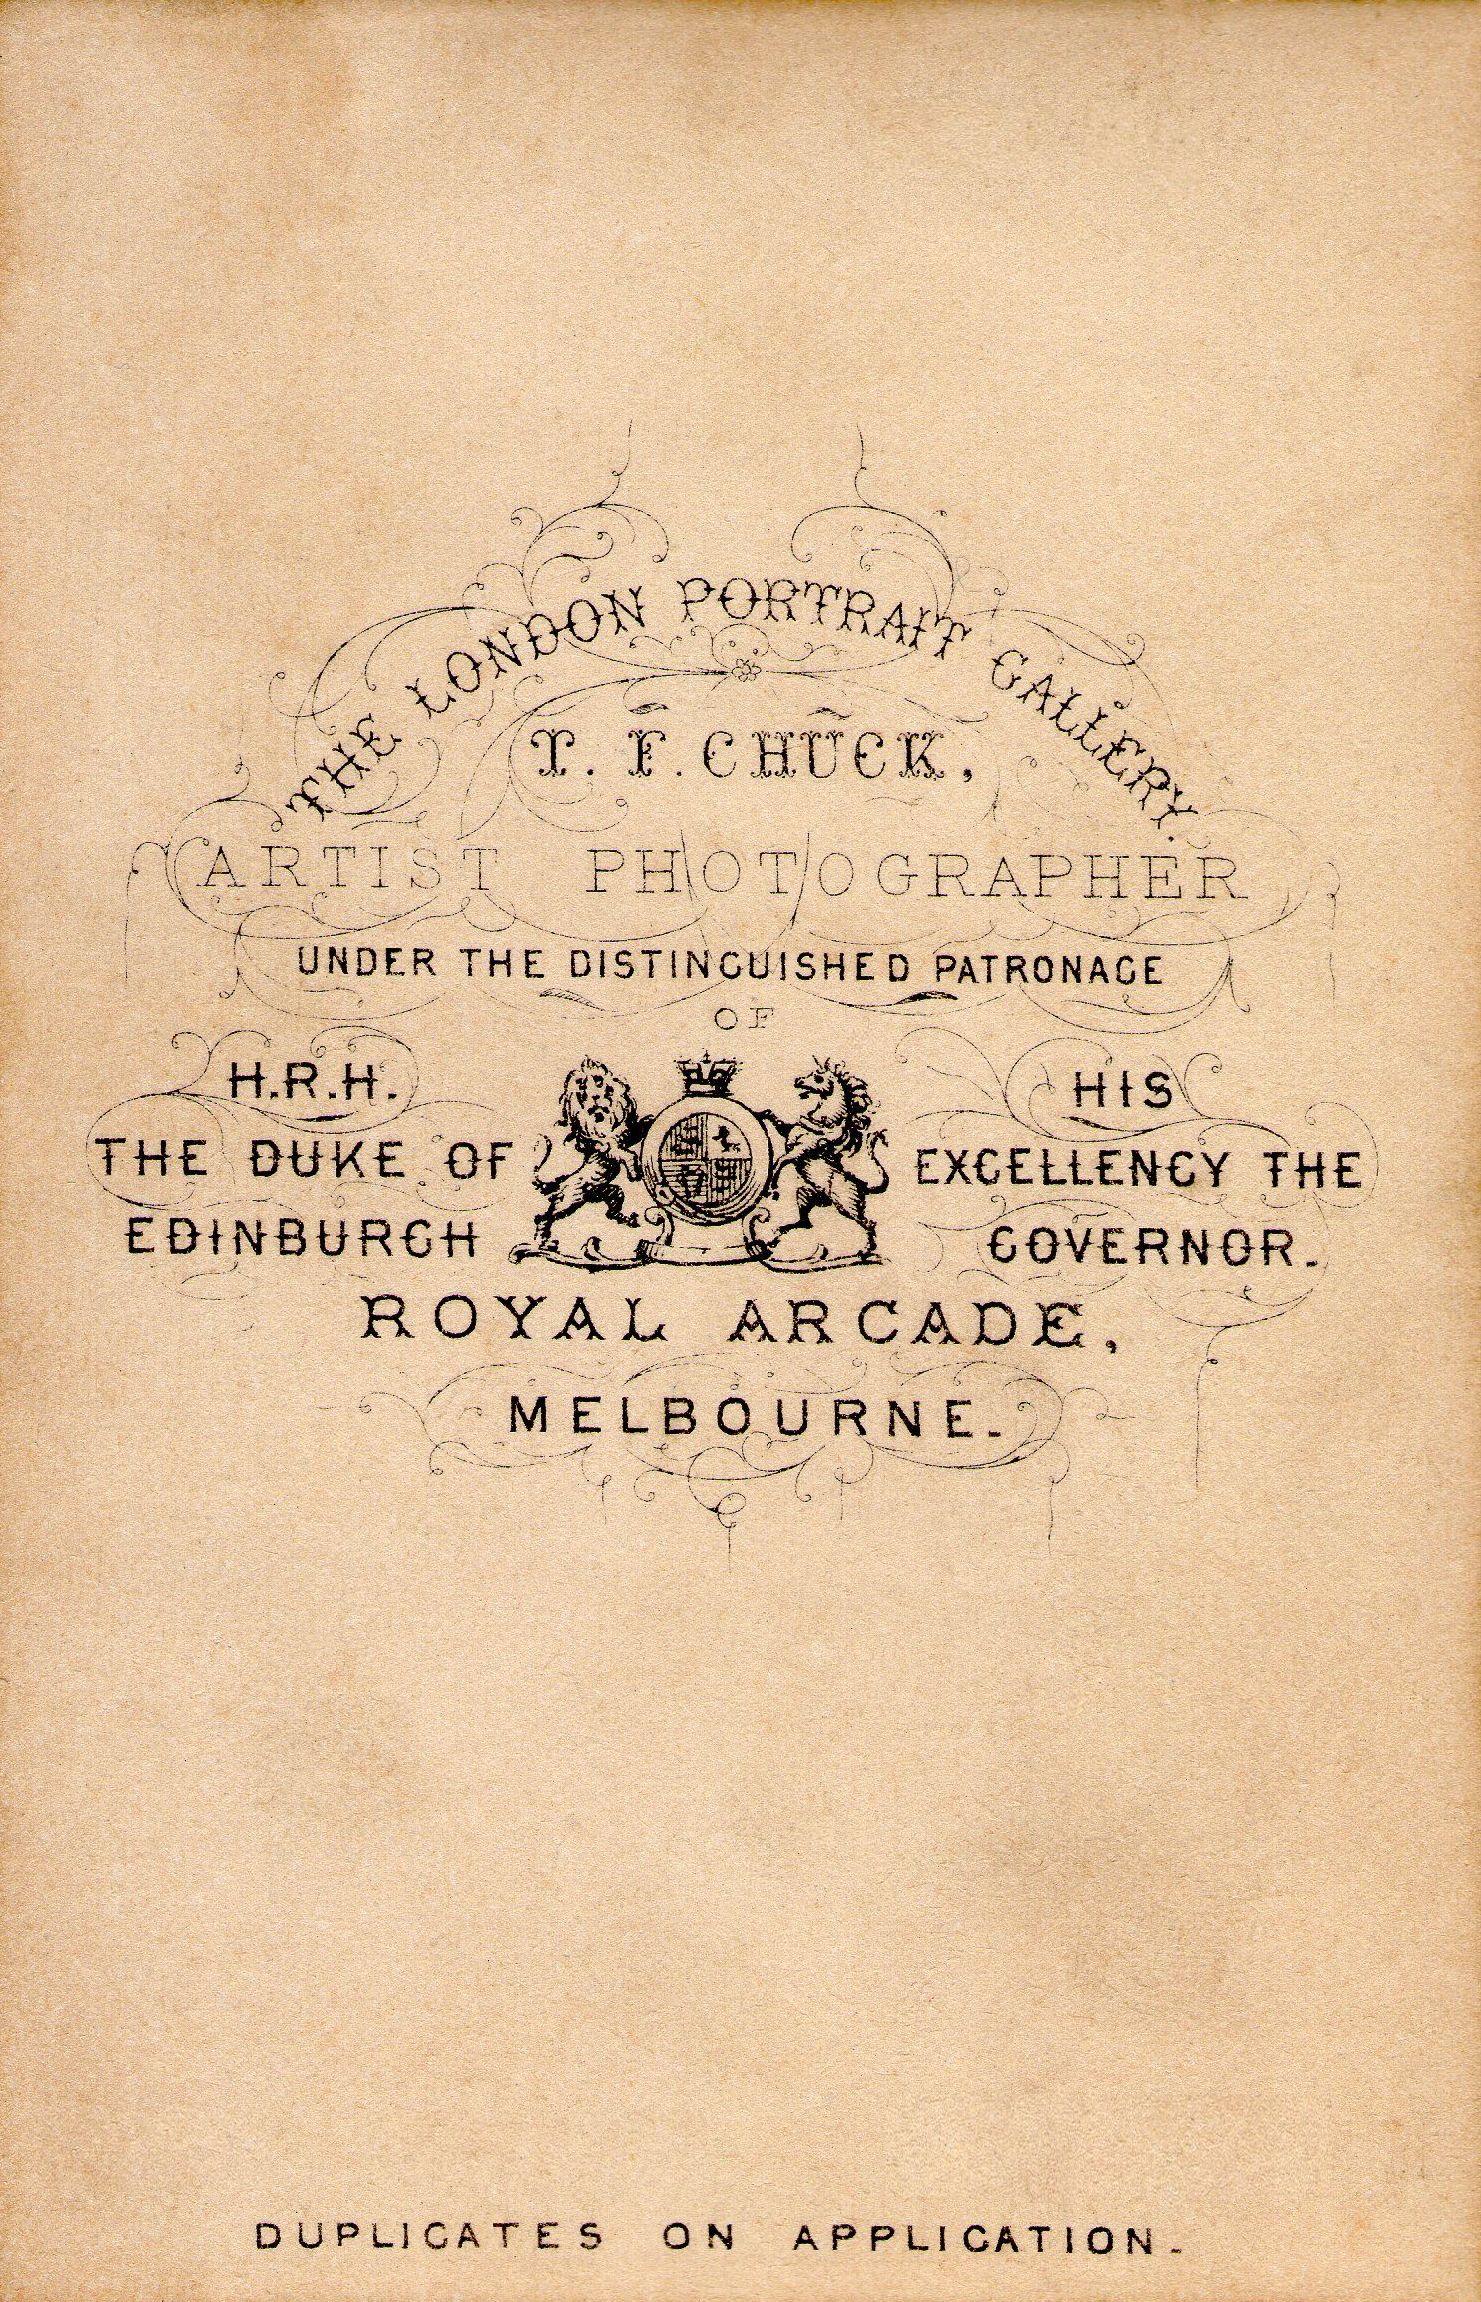 THE LONDON PORTRAIT GALLERY.
T. F. CHUCK,
ARTIST PHOTOGRAPHER
UNDER THE DISTINGUISHED PATRONAGE
OF
H.R.H.
THE DUKE OF
EDINBURGH
HIS
EXCELLENCY THE
GOVERNOR.
ROYAL ARCADE,
MELBOURNE.
DUPLICATES ON APPLICATION.